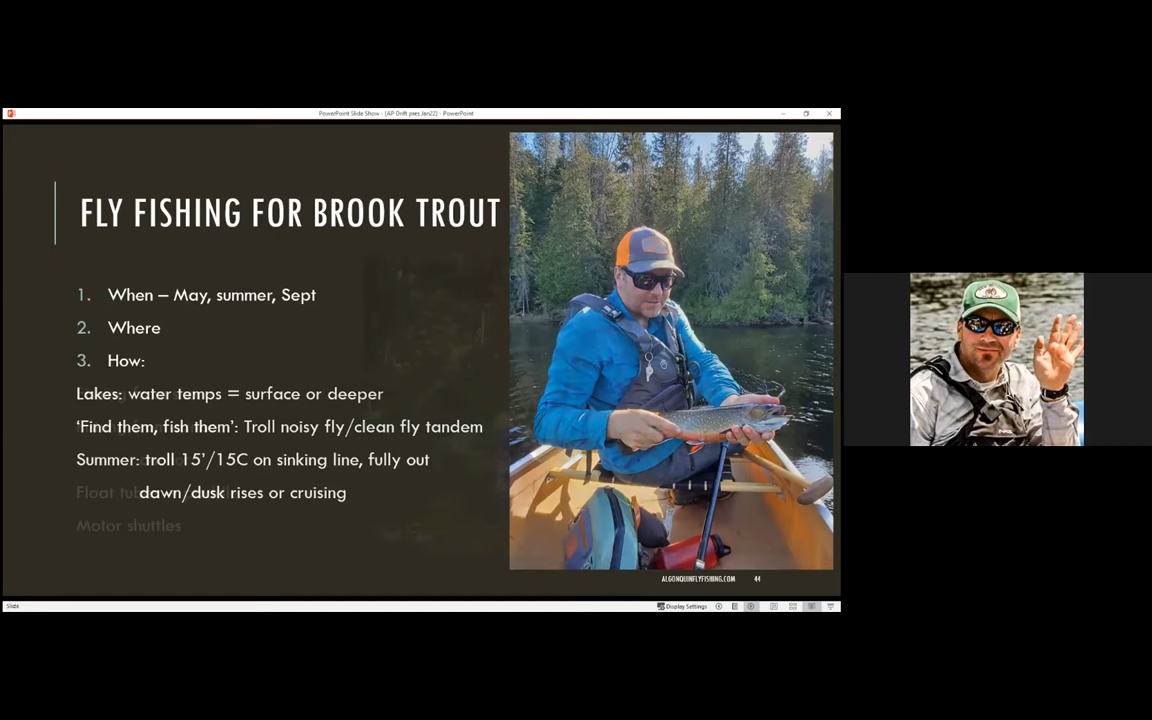 PowerPoint Slide Show - [AP Drift pres Jan22] - PowerPoint
FLY FISHING FOR BROOK TROUT
1. When – May, summer, Sept
2. Where
3. How:
Lakes: water temps = surface or deeper
‘Find them, fish them’: Troll noisy fly/clean fly tandem
Summer: troll 15’/15C on sinking line, fully out
Float dawn/dusk rises or cruising
Motor shuttles
ALGONQUINFLYFISHING.COM 44
Display Settings